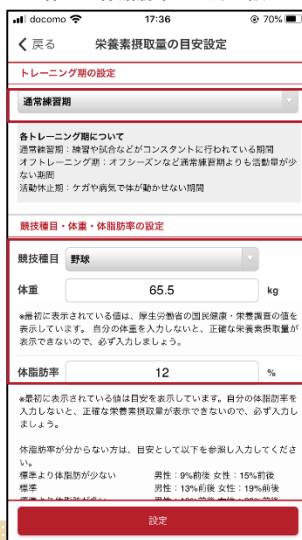 docomo 17:36 70%
戻る 栄養素摂取量の目安設定
トレーニング期の設定
通常練習期
各トレーニング期について
通常練習期:練習や試合などがコンスタントに行われている期間
オフトレーニング期:オフシーズンなど通常練習期よりも活動量が少
ない期間
活動休止期:ケガや病気で体が動かせない期間
競技種目・体重・体脂肪率の設定
競技種目 野球
体重 65.5 kg
*最初に表示されている値は、厚生労働省の国民健康・栄養調査の値を
表示しています。 自分の体重を入力しないと、正確な栄養素摂取量が
表示できないので、必ず入力しましょう。
体脂肪率 12 %
*最初に表示されている値は目安を表示しています。自分の体脂肪率を
入力しないと、正確な栄養素摂取量が表示できないので、必ず入力し
ましょう。
体脂肪率が分からない方は、目安として以下を参照し入力してくださ
い。
標準より体脂肪が少ない 男性:9%前後 女性:15%前後
標準 男性:13%前後 女性:19%前後
設定